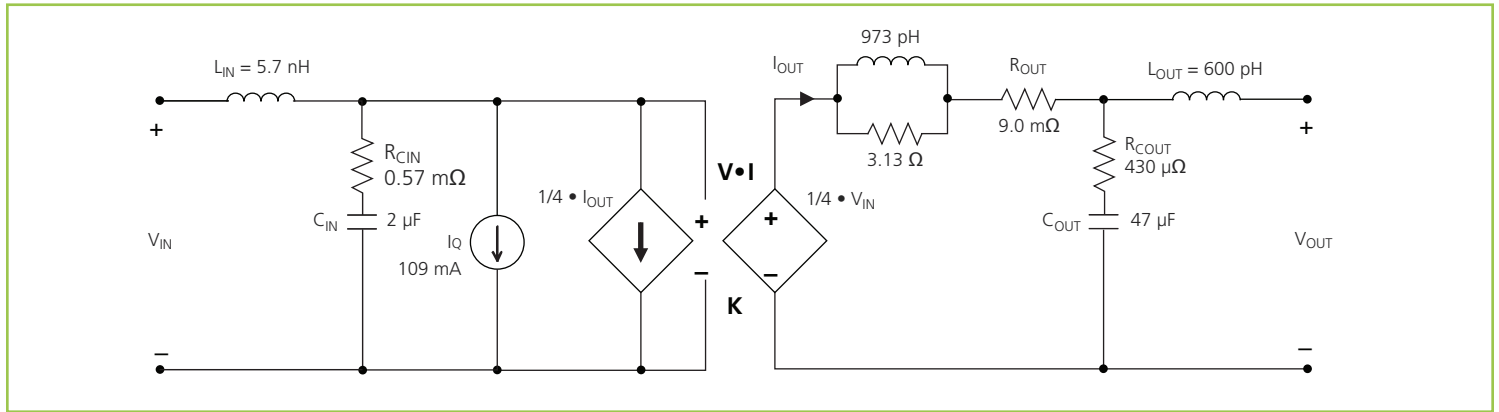 973 pH
L_IN = 5.7 nH
I_OUT
R_OUT
L_OUT = 600 pH
+
9.0 mΩ
+
R_CIN
0.57 mΩ
3.13 Ω
R_COUT
430 µΩ
V•I
1/4 • I_OUT
1/4 • V_IN
C_IN
2 µF
+
+
C_OUT
47 µF
V_IN
I_Q
V_OUT
109 mA
–
–
K
–
–